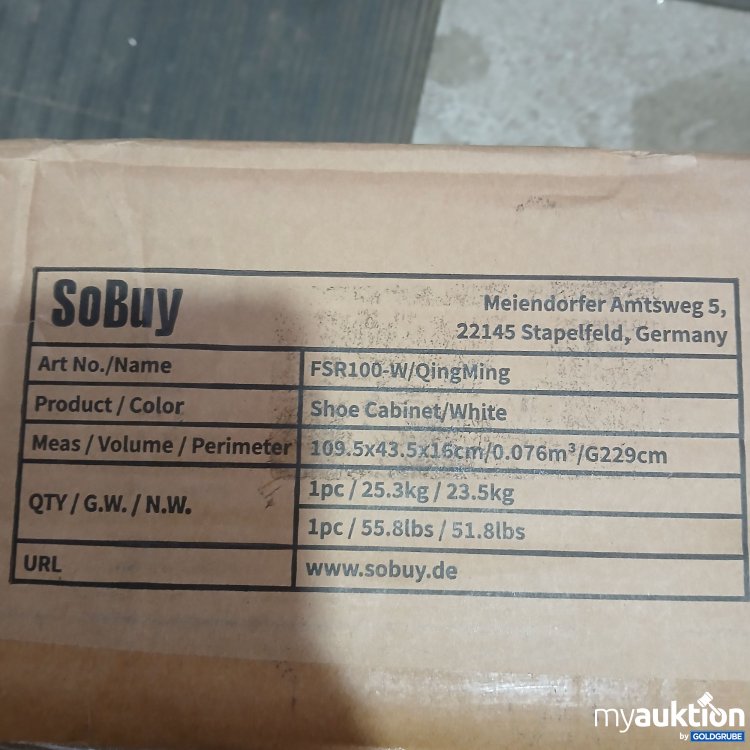 SoBuy
Meiendorfer Amtsweg 5,
22145 Stapelfeld, Germany
Art No./Name FSR100-W/QingMing
Product / Color Shoe Cabinet/White
Meas / Volume / Perimeter 109.5x43.5x16cm/0.076m³/G229cm
QTY / G.W. / N.W. 1pc / 25.3kg / 23.5kg
1pc / 55.8lbs / 51.8lbs
URL www.sobuy.de
myauktion
by GOLDGRUBE